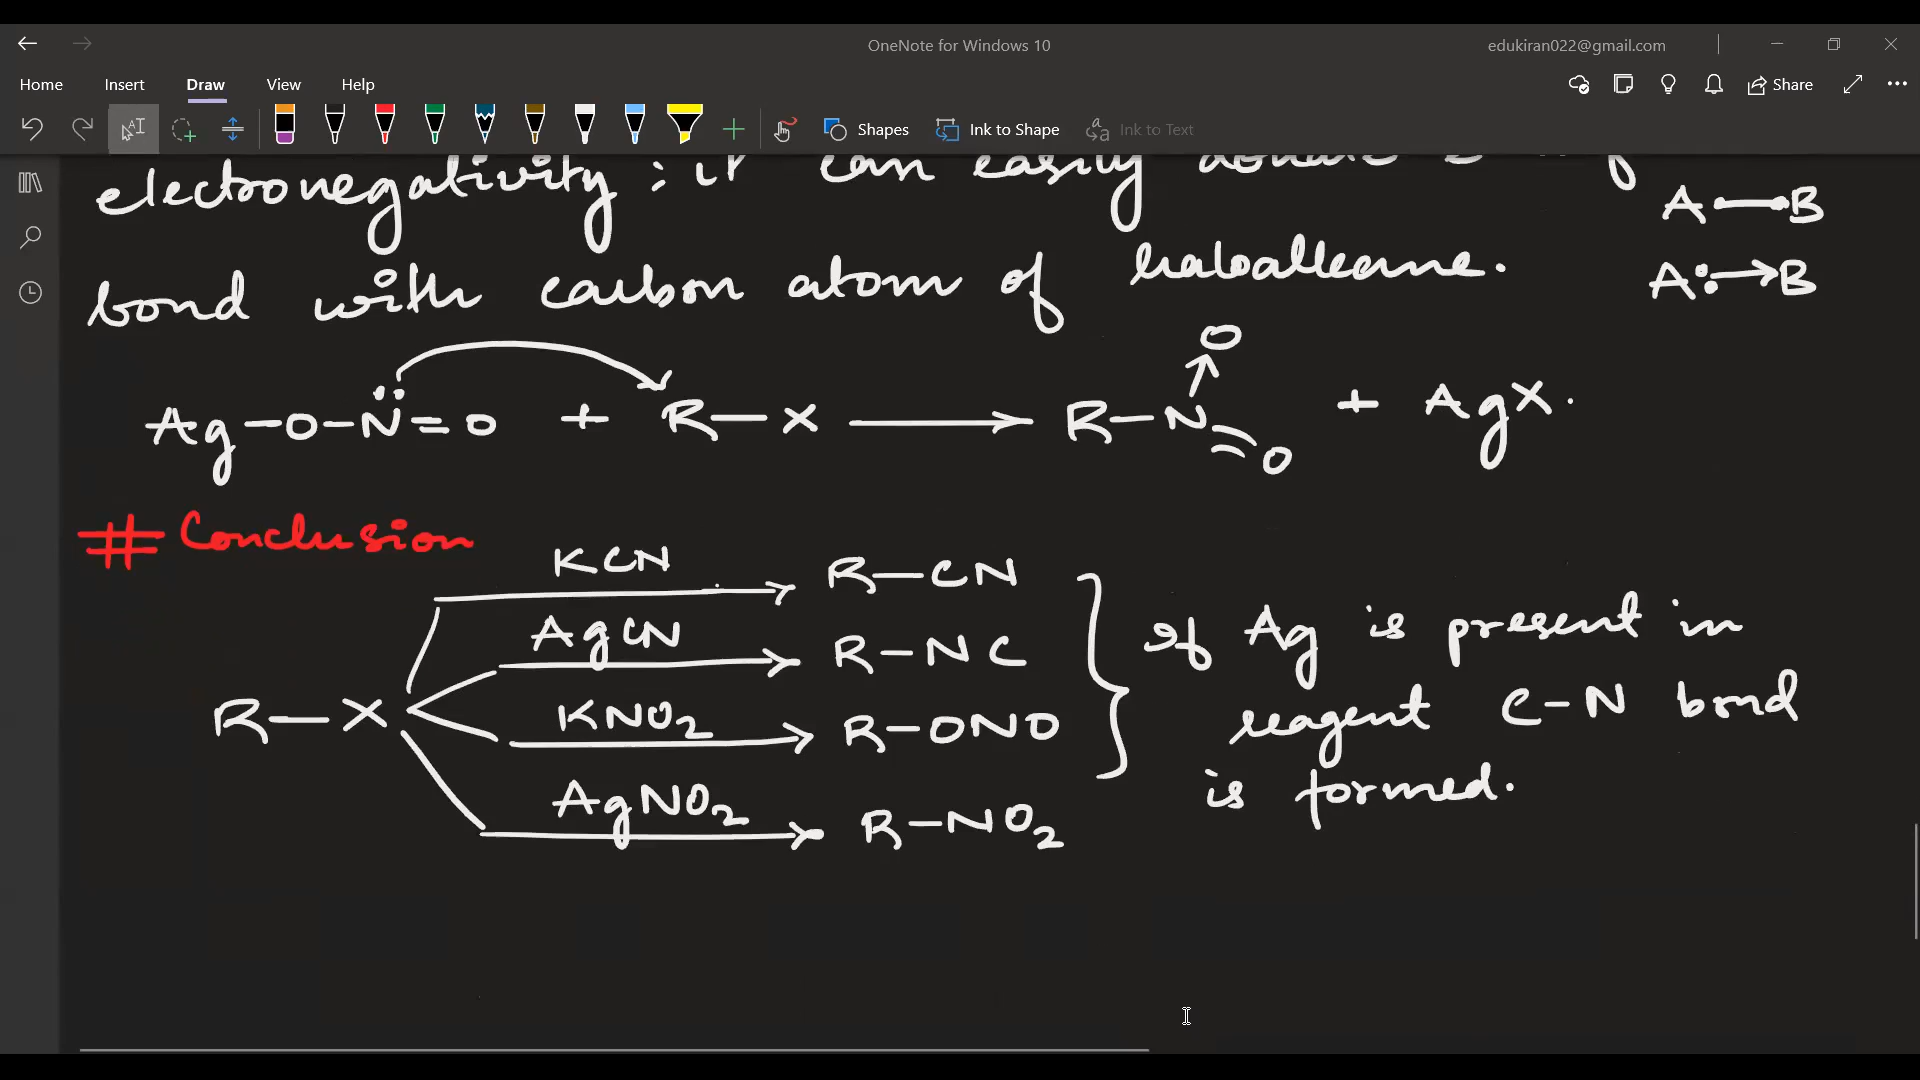 OneNote for Windows 10
edukiran022@gmail.com
Home Insert Draw View Help
Share
Shapes Ink to Shape Ink to Text
electronegativity ; it can easily donate e
A—B
bond with carbon atom of haloalkane.
A:→B
Ag-O-N̈=O + R-X ⟶ R-N(↑O)=O + AgX.
# Conclusion
KCN R-CN
AgCN R-NC
R-X
KNO₂ R-ONO
AgNO₂ R-NO₂
If Ag is present in
reagent C-N bond
is formed.